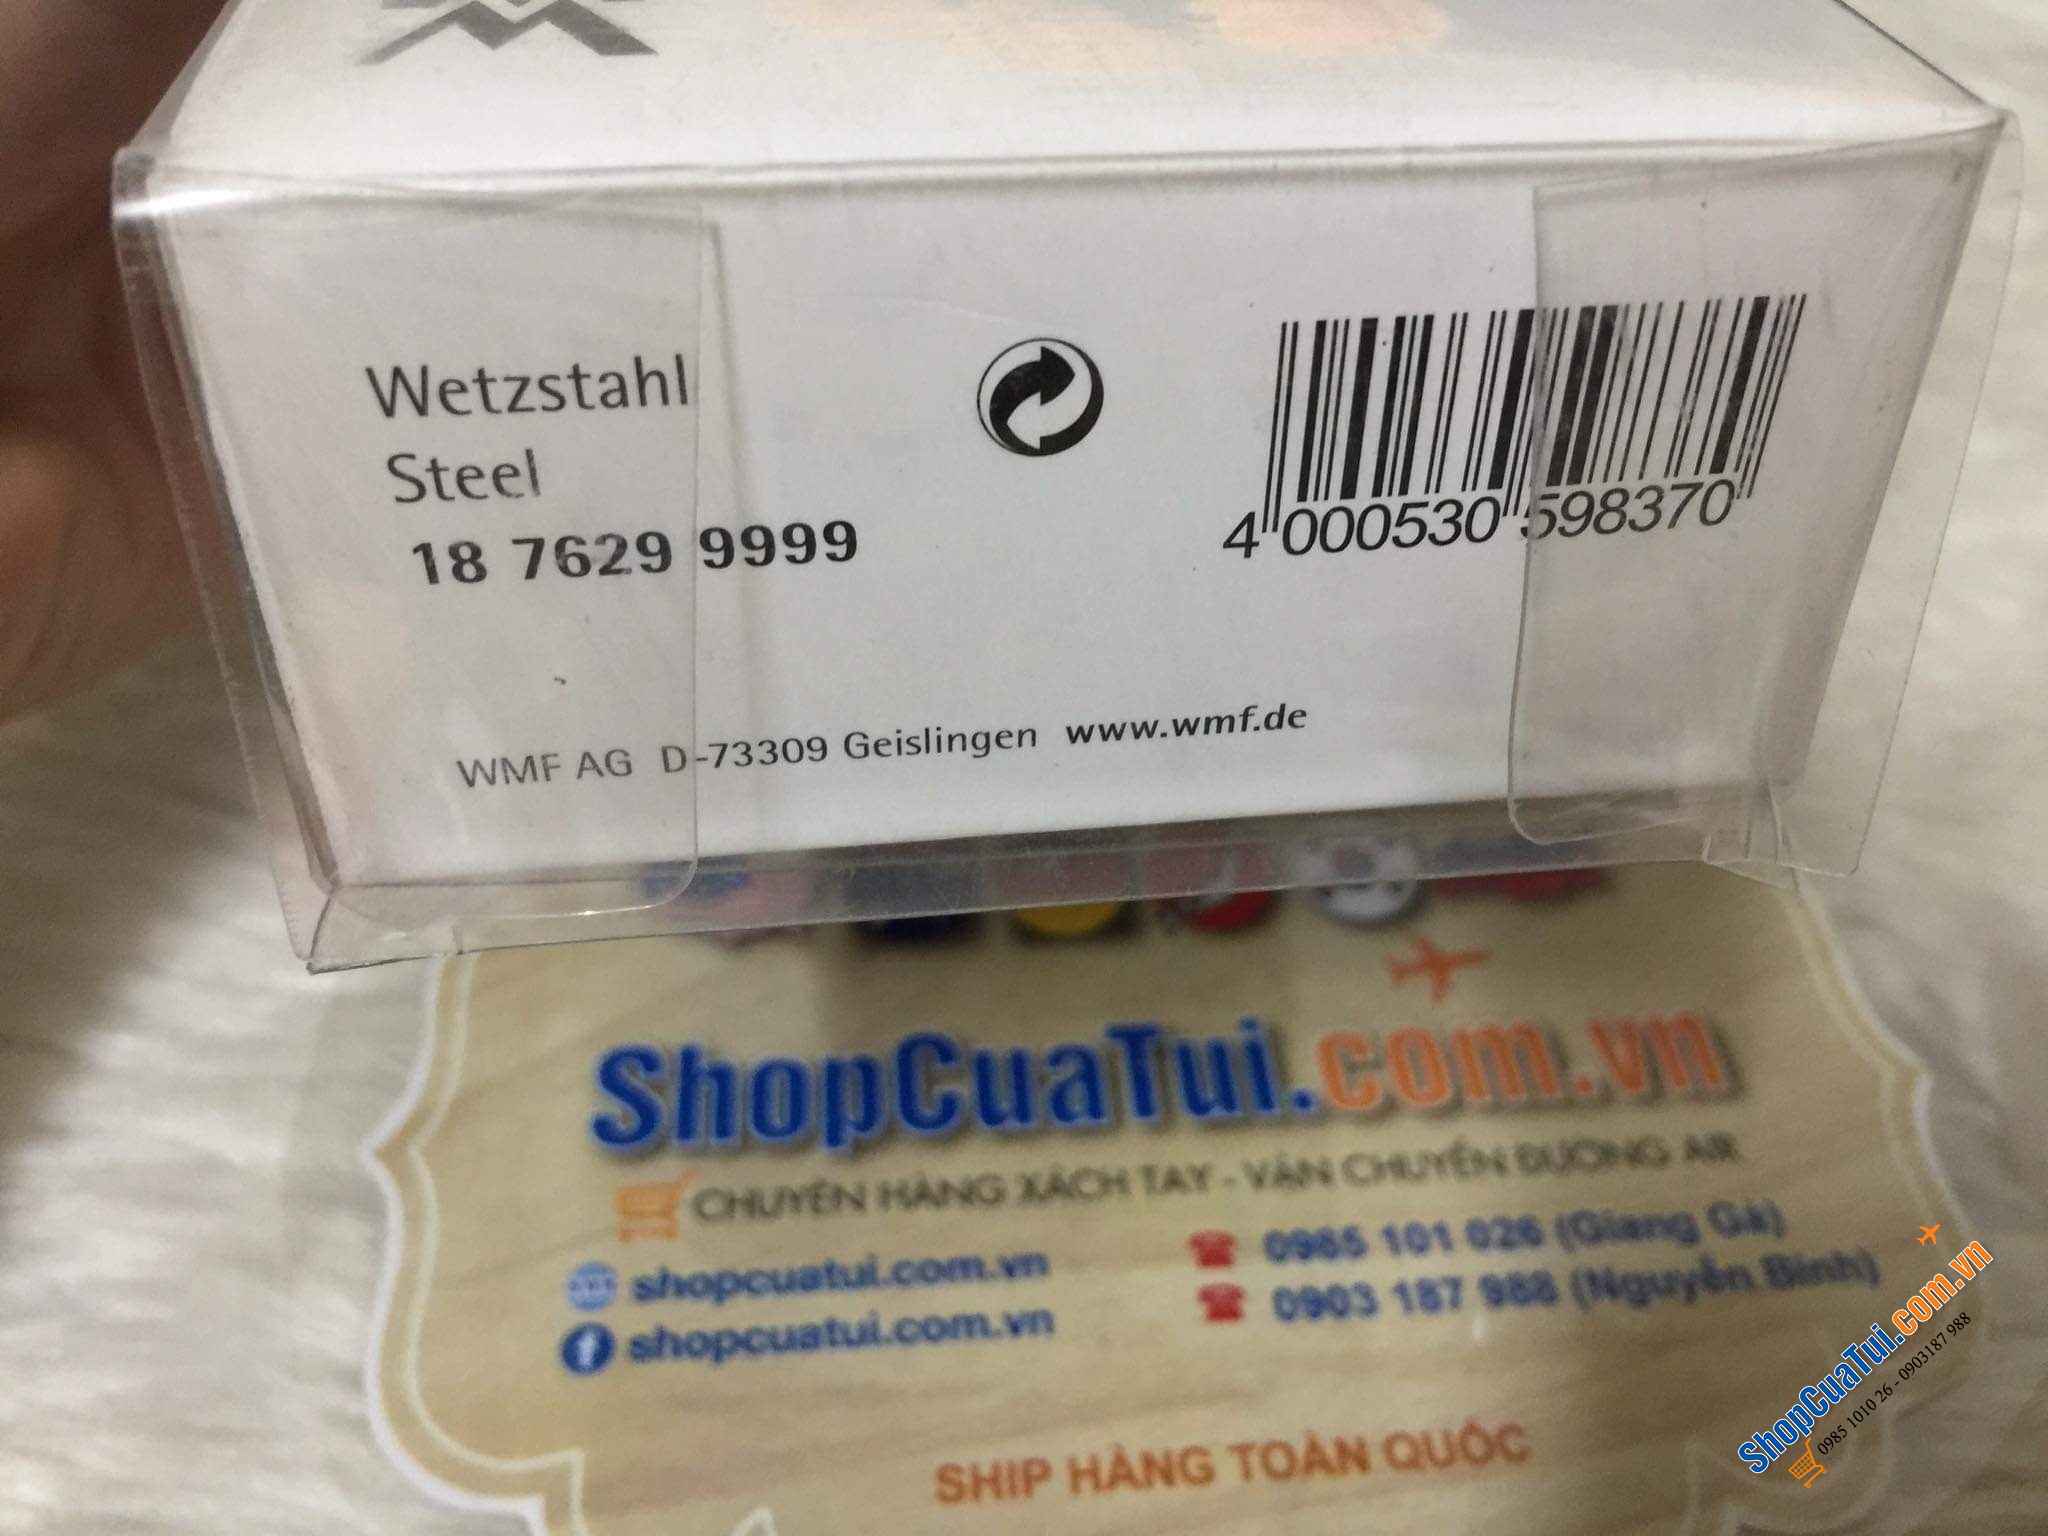 Wetzstahl
Steel
18 7629 9999
4 000530 598370
WMF AG D-73309 Geislingen www.wmf.de
ShopCuaTui.com.vn
CHUYÊN HÀNG XÁCH TAY - VẬN CHUYỂN ĐƯỜNG AIR
shopcuatui.com.vn
0985 101 026 (Giang Gà)
shopcuatui.com.vn
0903 187 988 (Nguyễn Bình)
SHIP HÀNG TOÀN QUỐC
ShopCuaTui.com.vn
0985 1010 26 - 0903187 988